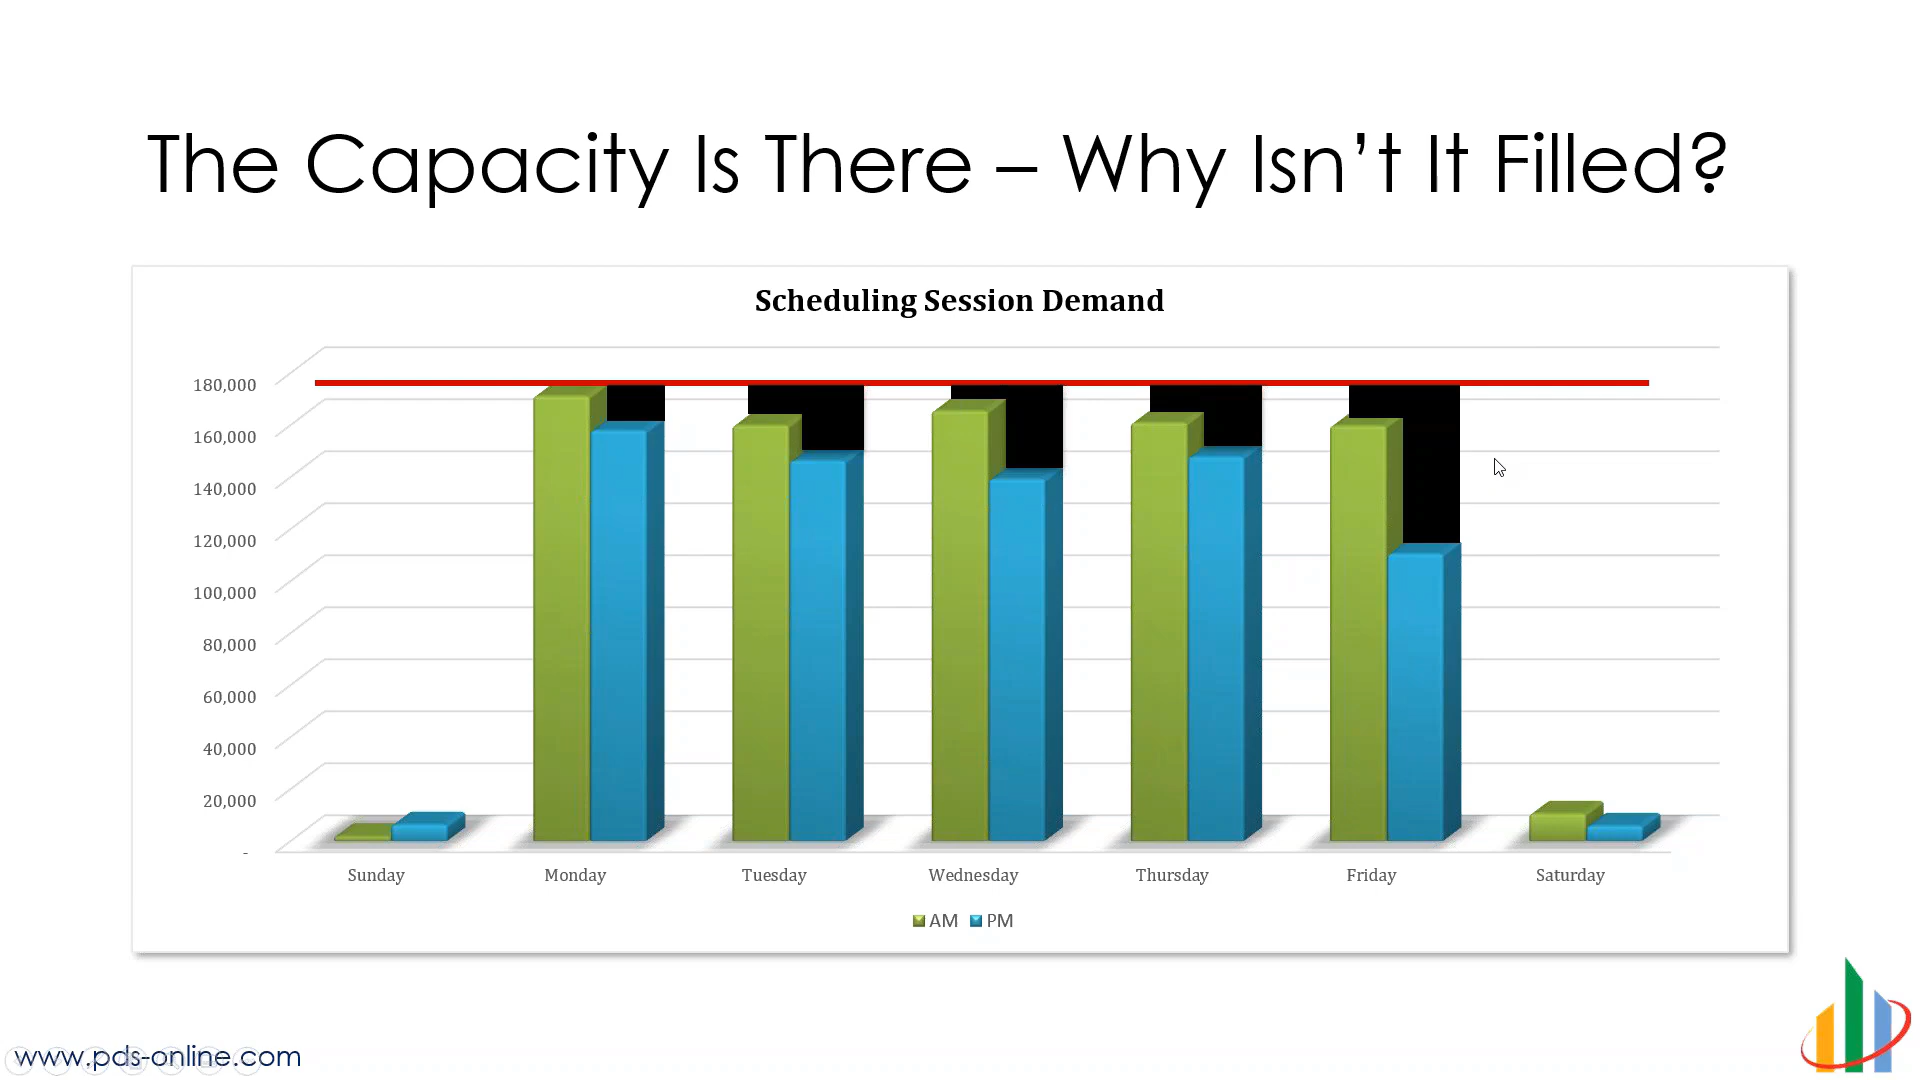 The Capacity Is There – Why Isn’t It Filled?
Scheduling Session Demand
180,000
160,000
140,000
120,000
100,000
80,000
60,000
40,000
20,000
-
Sunday Monday Tuesday Wednesday Thursday Friday Saturday
AM PM
www.pds-online.com